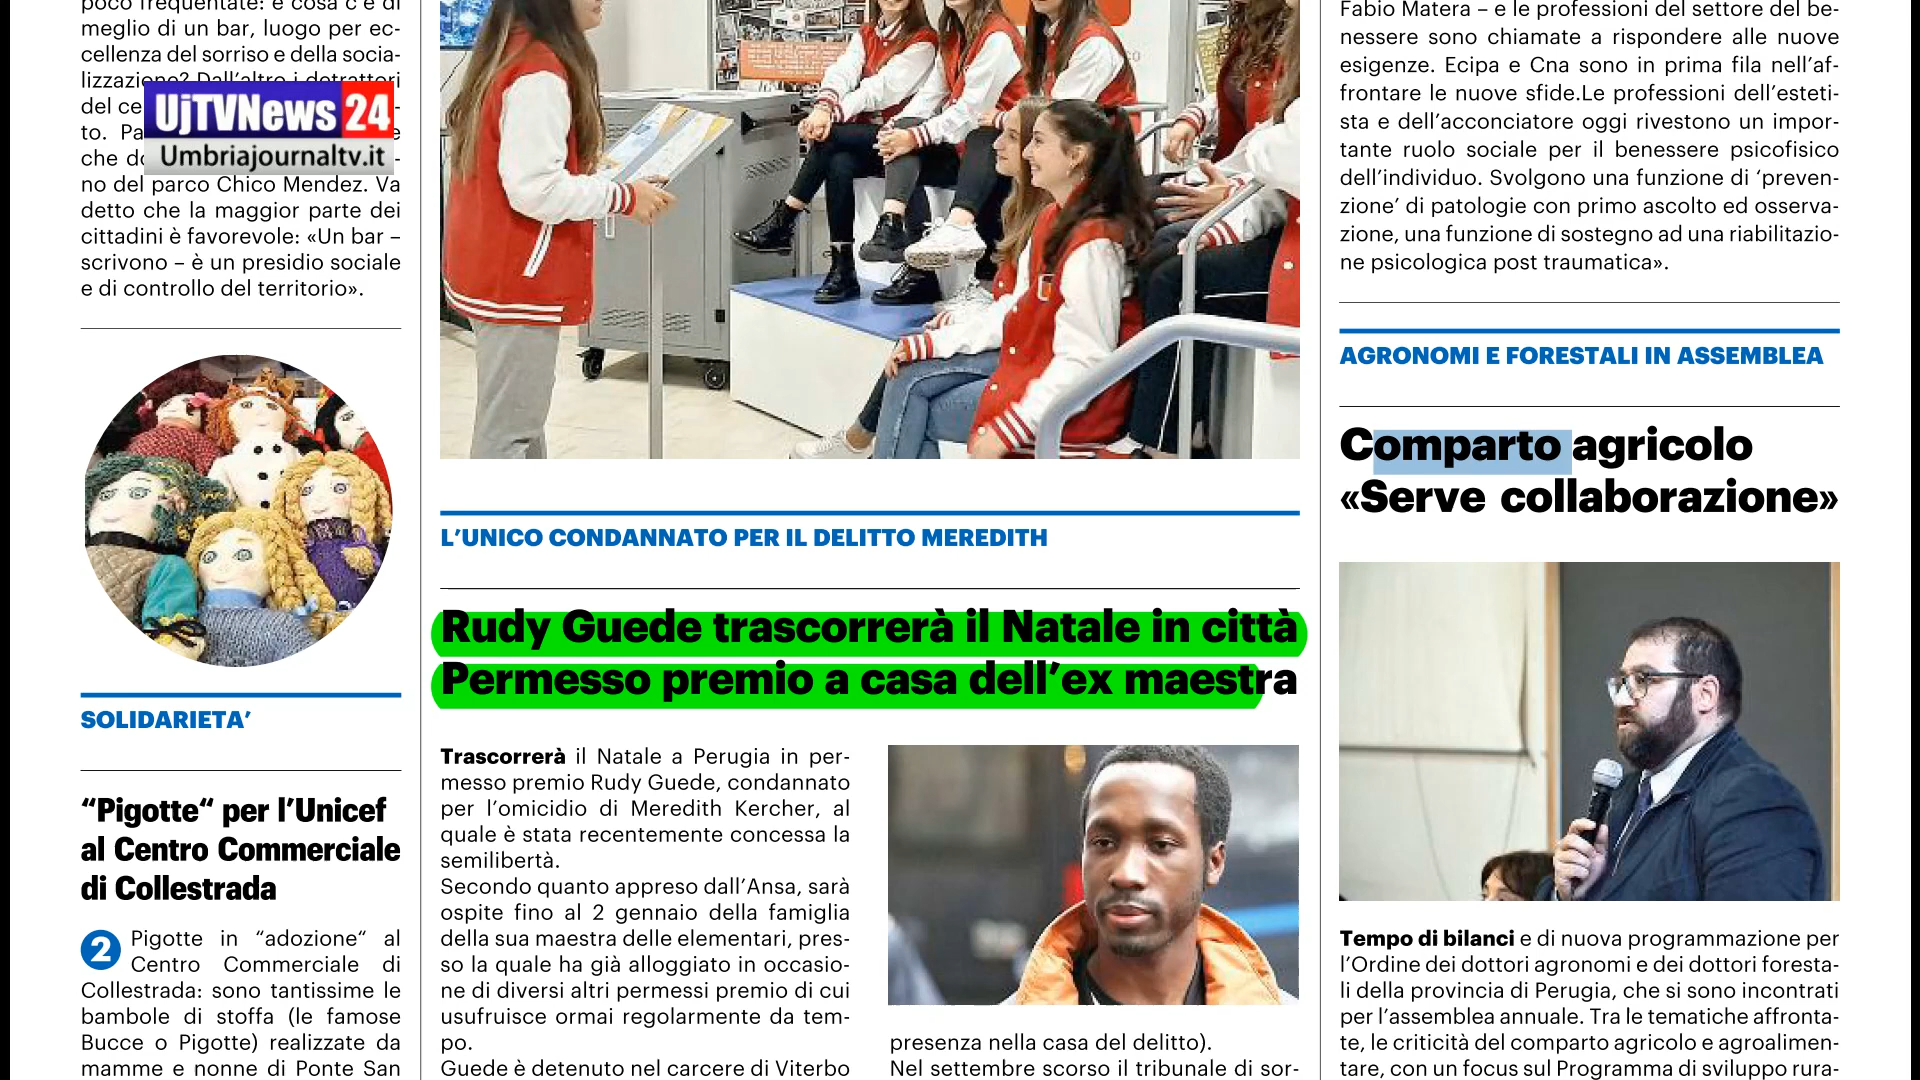 poco frequentate: e cosa c'è di
meglio di un bar, luogo per ec-
cellenza del sorriso e della socia-
lizzazione? Dall'altro i detrattori
del ce
to. Pa
che do
no del parco Chico Mendez. Va
detto che la maggior parte dei
cittadini è favorevole: «Un bar –
scrivono – è un presidio sociale
e di controllo del territorio».
UjTVNews 24
Umbriajournaltv.it
SOLIDARIETA'
“Pigotte“ per l'Unicef
al Centro Commerciale
di Collestrada
2 Pigotte in “adozione“ al
Centro Commerciale di
Collestrada: sono tantissime le
bambole di stoffa (le famose
Bucce o Pigotte) realizzate da
mamme e nonne di Ponte San
L'UNICO CONDANNATO PER IL DELITTO MEREDITH
Rudy Guede trascorrerà il Natale in città
Permesso premio a casa dell'ex maestra
Trascorrerà il Natale a Perugia in per-
messo premio Rudy Guede, condannato
per l'omicidio di Meredith Kercher, al
quale è stata recentemente concessa la
semilibertà.
Secondo quanto appreso dall'Ansa, sarà
ospite fino al 2 gennaio della famiglia
della sua maestra delle elementari, pres-
so la quale ha già alloggiato in occasio-
ne di diversi altri permessi premio di cui
usufruisce ormai regolarmente da tem-
po.
Guede è detenuto nel carcere di Viterbo
presenza nella casa del delitto).
Nel settembre scorso il tribunale di sor-
Fabio Matera – e le professioni del settore del be-
nessere sono chiamate a rispondere alle nuove
esigenze. Ecipa e Cna sono in prima fila nell'af-
frontare le nuove sfide.Le professioni dell'esteti-
sta e dell'acconciatore oggi rivestono un impor-
tante ruolo sociale per il benessere psicofisico
dell'individuo. Svolgono una funzione di ‘preven-
zione’ di patologie con primo ascolto ed osserva-
zione, una funzione di sostegno ad una riabilitazio-
ne psicologica post traumatica».
AGRONOMI E FORESTALI IN ASSEMBLEA
Comparto agricolo
«Serve collaborazione»
Tempo di bilanci e di nuova programmazione per
l'Ordine dei dottori agronomi e dei dottori foresta-
li della provincia di Perugia, che si sono incontrati
per l'assemblea annuale. Tra le tematiche affronta-
te, le criticità del comparto agricolo e agroalimen-
tare, con un focus sul Programma di sviluppo rura-